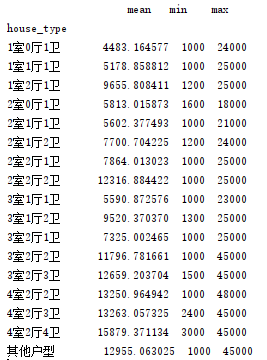 mean min max
house_type
1室0厅1卫 4483.164577 1000 24000
1室1厅1卫 5178.858812 1000 25000
1室2厅1卫 9655.808411 1200 25000
2室0厅1卫 5813.015873 1600 18000
2室1厅1卫 5602.377493 1000 21000
2室1厅2卫 7700.704225 1200 24000
2室2厅1卫 7864.013023 1000 25000
2室2厅2卫 12316.884422 1000 25000
3室1厅1卫 5590.872576 1000 23000
3室1厅2卫 9520.370370 1300 25000
3室2厅1卫 7325.002465 1000 25000
3室2厅2卫 11796.781661 1000 45000
3室2厅3卫 12659.203704 1500 45000
4室2厅2卫 13250.964942 1000 48000
4室2厅3卫 13263.057325 2400 45000
4室2厅4卫 15879.371134 3000 45000
其他户型 12955.063025 1000 45000